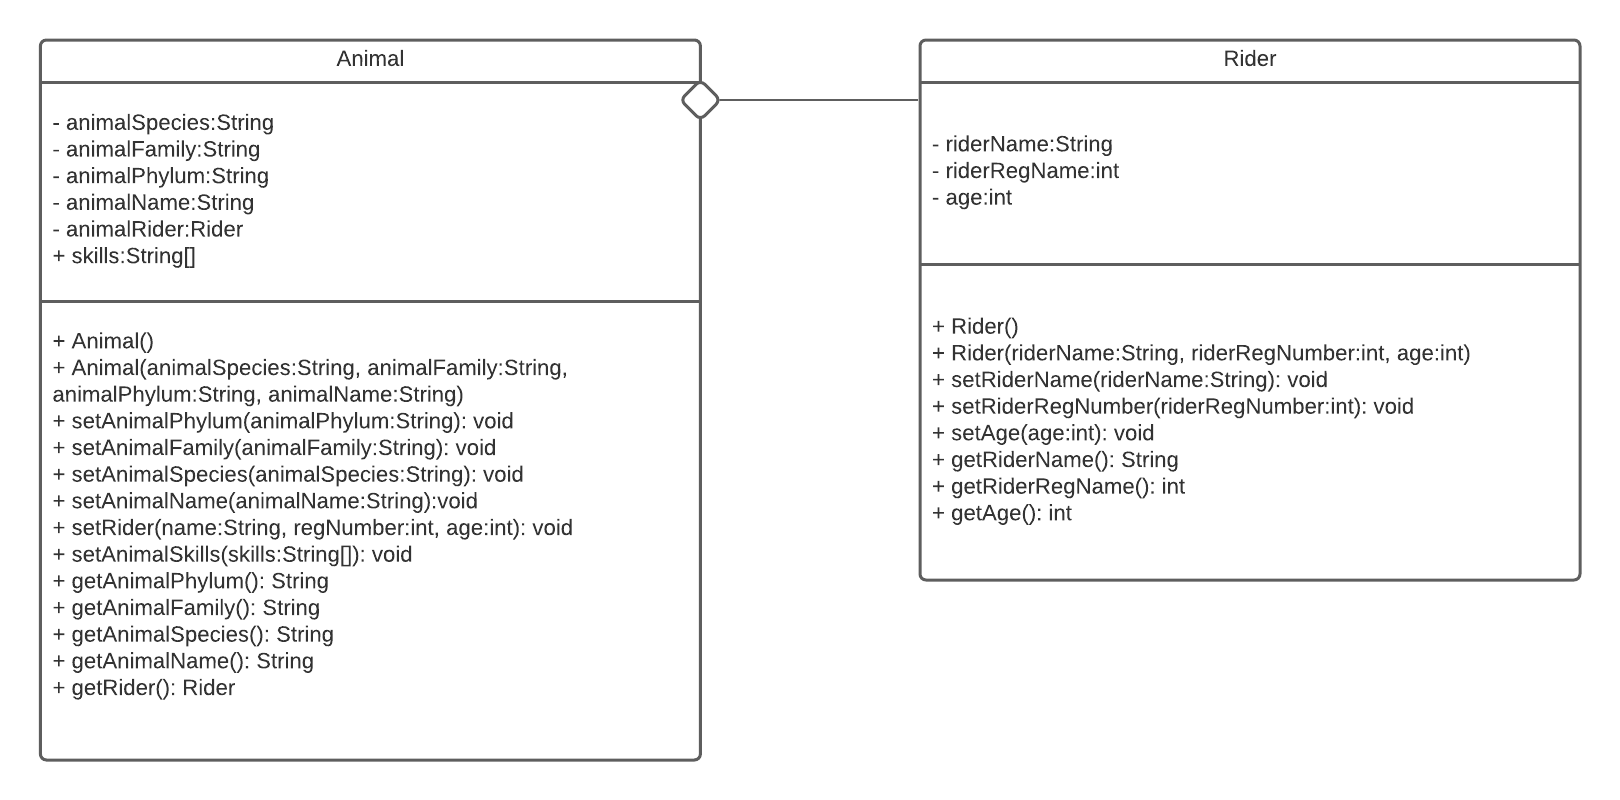 Animal
- animalSpecies:String
- animalFamily:String
- animalPhylum:String
- animalName:String
- animalRider:Rider
+ skills:String[]
+ Animal()
+ Animal(animalSpecies:String, animalFamily:String,
animalPhylum:String, animalName:String)
+ setAnimalPhylum(animalPhylum:String): void
+ setAnimalFamily(animalFamily:String): void
+ setAnimalSpecies(animalSpecies:String): void
+ setAnimalName(animalName:String):void
+ setRider(name:String, regNumber:int, age:int): void
+ setAnimalSkills(skills:String[]): void
+ getAnimalPhylum(): String
+ getAnimalFamily(): String
+ getAnimalSpecies(): String
+ getAnimalName(): String
+ getRider(): Rider
Rider
- riderName:String
- riderRegName:int
- age:int
+ Rider()
+ Rider(riderName:String, riderRegNumber:int, age:int)
+ setRiderName(riderName:String): void
+ setRiderRegNumber(riderRegNumber:int): void
+ setAge(age:int): void
+ getRiderName(): String
+ getRiderRegName(): int
+ getAge(): int